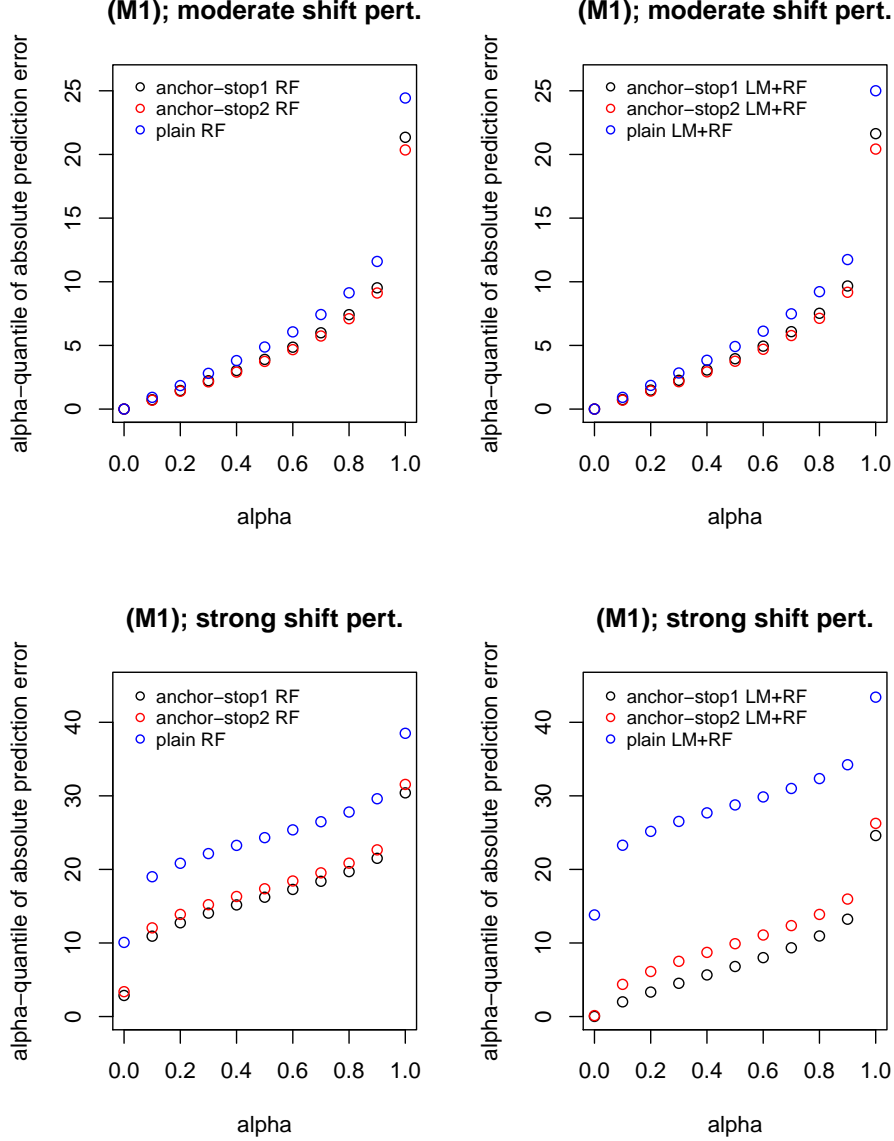 (M1); moderate shift pert.
alpha−quantile of absolute prediction error
25
20
15
10
5
0
anchor−stop1 RF
anchor−stop2 RF
plain RF
0.0 0.2 0.4 0.6 0.8 1.0
alpha
(M1); moderate shift pert.
alpha−quantile of absolute prediction error
25
20
15
10
5
0
anchor−stop1 LM+RF
anchor−stop2 LM+RF
plain LM+RF
0.0 0.2 0.4 0.6 0.8 1.0
alpha
(M1); strong shift pert.
alpha−quantile of absolute prediction error
40
30
20
10
0
anchor−stop1 RF
anchor−stop2 RF
plain RF
0.0 0.2 0.4 0.6 0.8 1.0
alpha
(M1); strong shift pert.
alpha−quantile of absolute prediction error
40
30
20
10
0
anchor−stop1 LM+RF
anchor−stop2 LM+RF
plain LM+RF
0.0 0.2 0.4 0.6 0.8 1.0
alpha